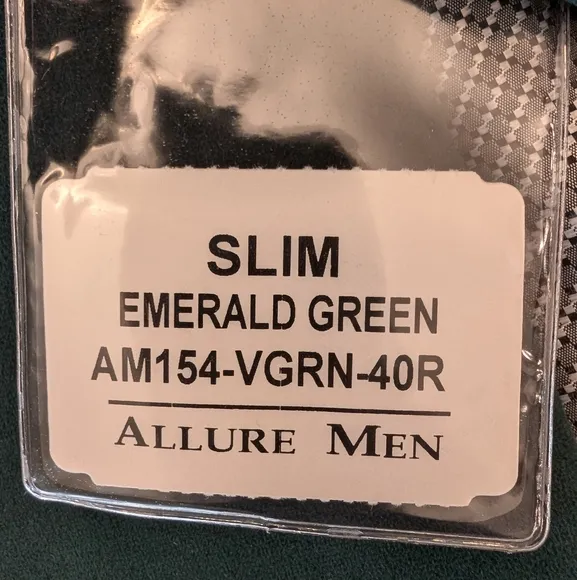 SLIM
EMERALD GREEN
AM154-VGRN-40R
ALLURE MEN